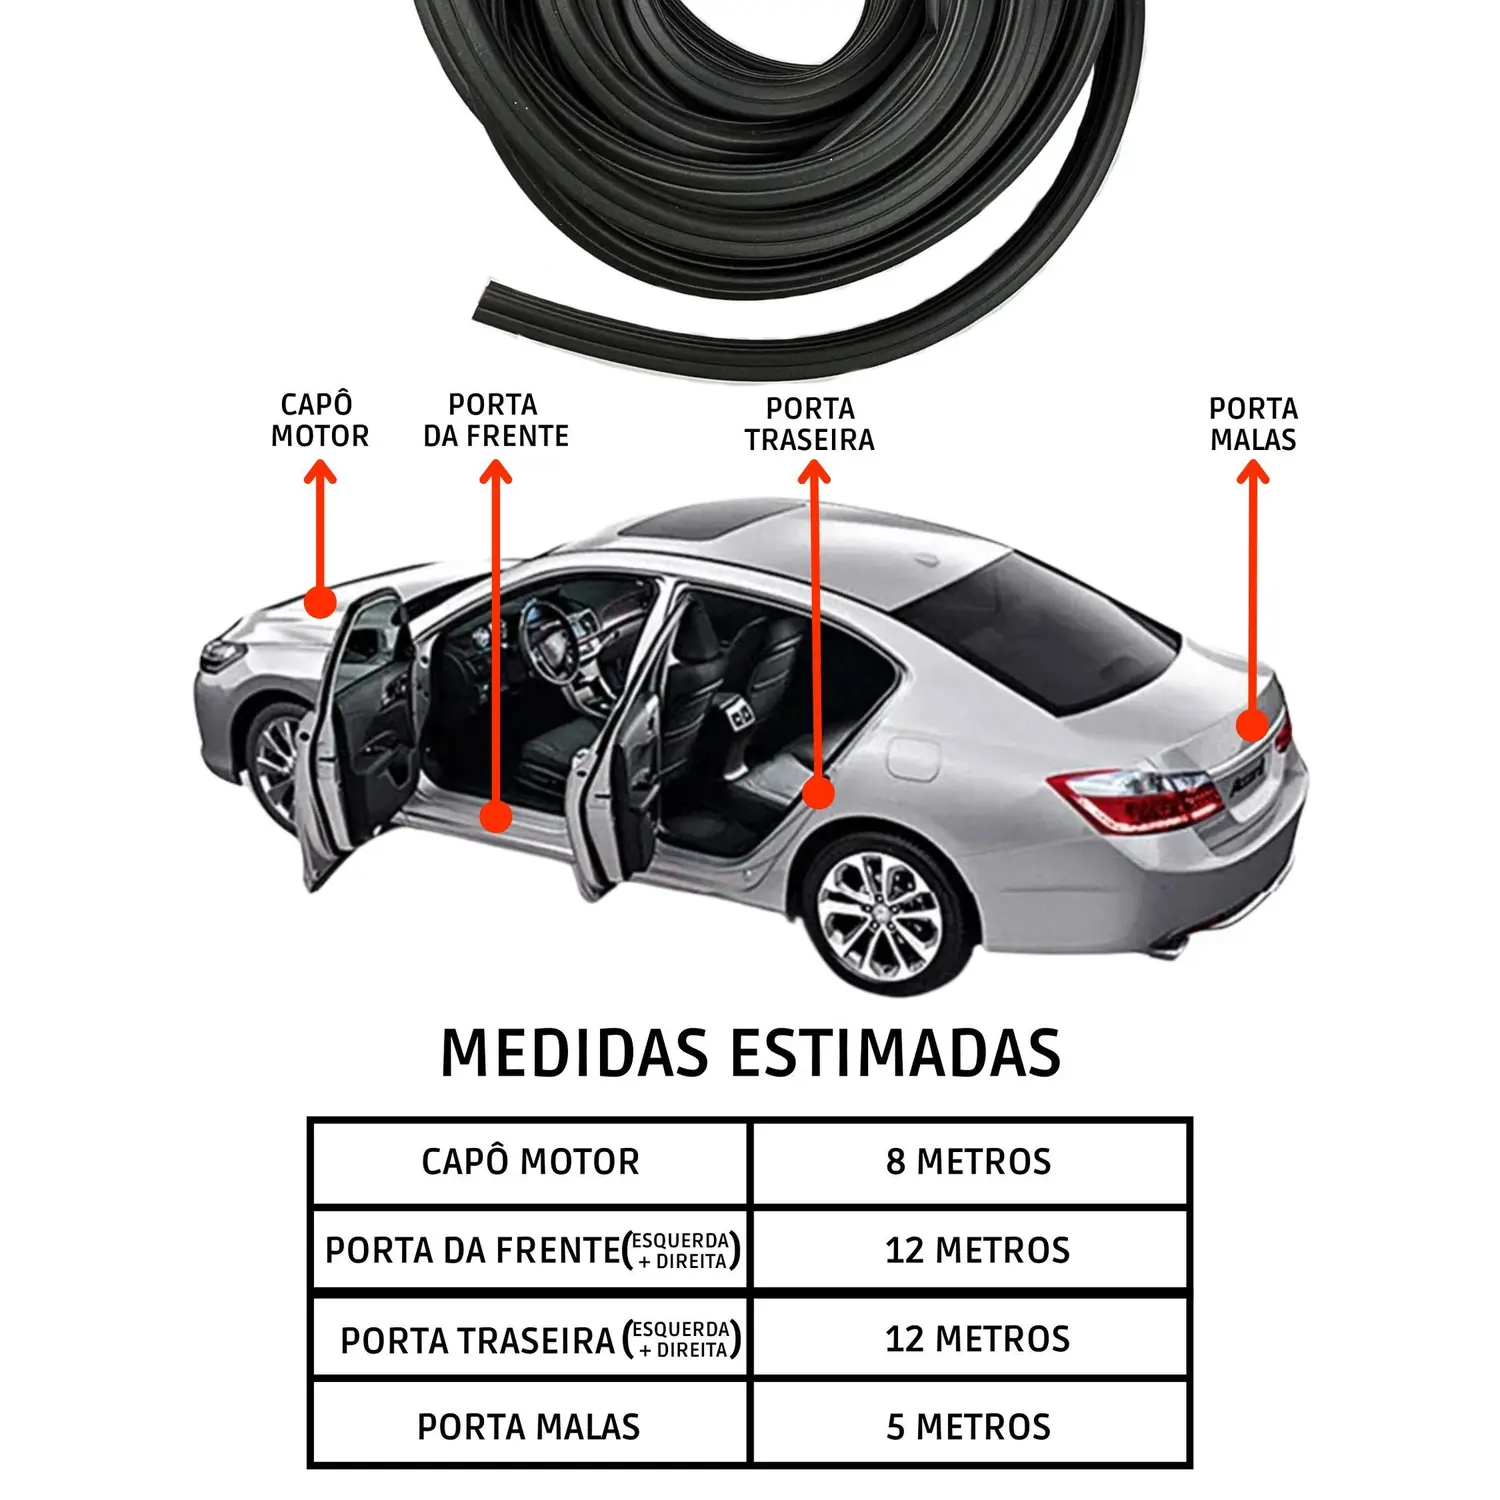 CAPÔ
MOTOR
PORTA
DA FRENTE
PORTA
TRASEIRA
PORTA
MALAS
MEDIDAS ESTIMADAS
CAPÔ MOTOR
8 METROS
PORTA DA FRENTE (ESQUERDA
+ DIREITA)
12 METROS
PORTA TRASEIRA (ESQUERDA
+ DIREITA)
12 METROS
PORTA MALAS
5 METROS